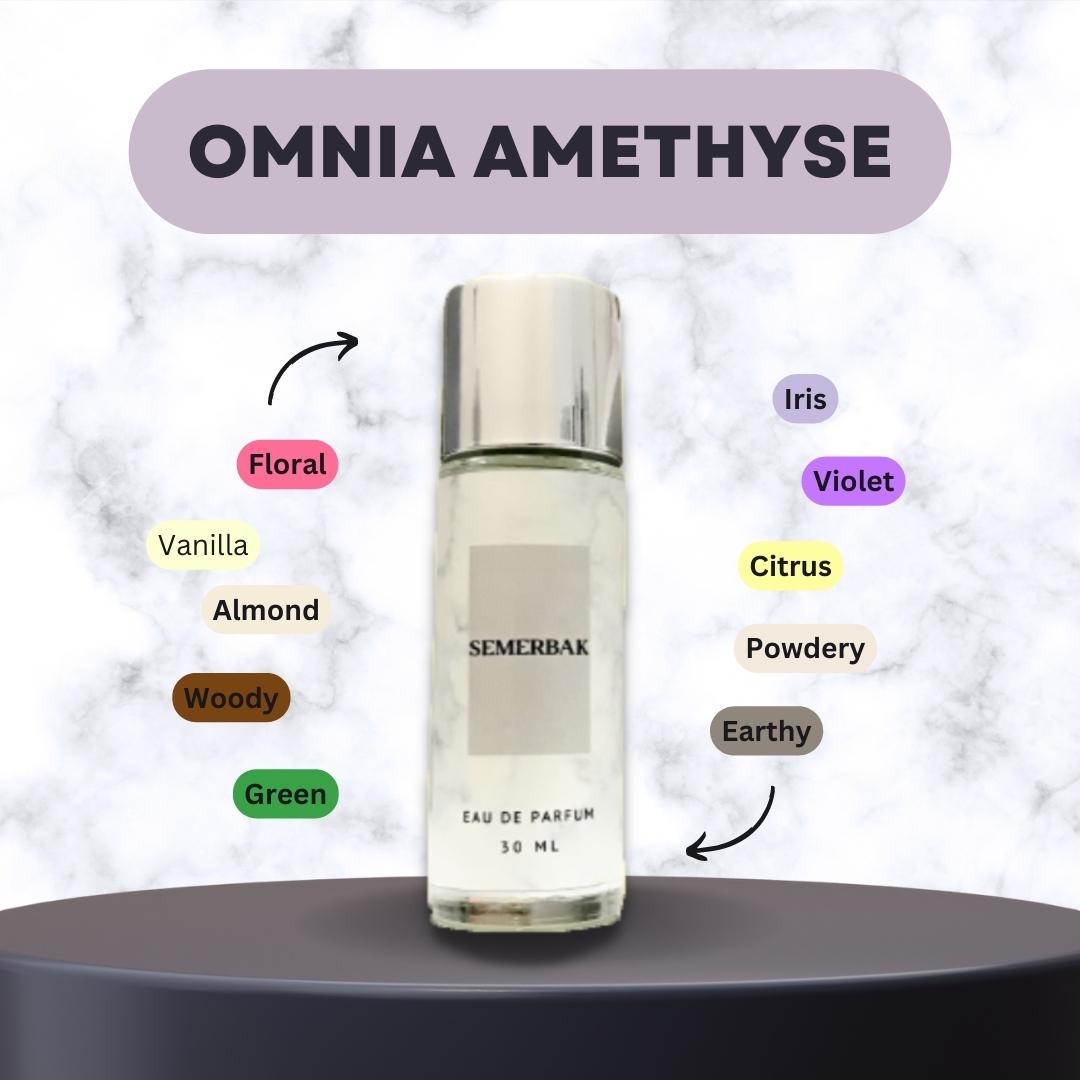 OMNIA AMETHYSE
Floral
Vanilla
Almond
Woody
Green
SEMERBAK
EAU DE PARFUM
30 ML
Iris
Violet
Citrus
Powdery
Earthy